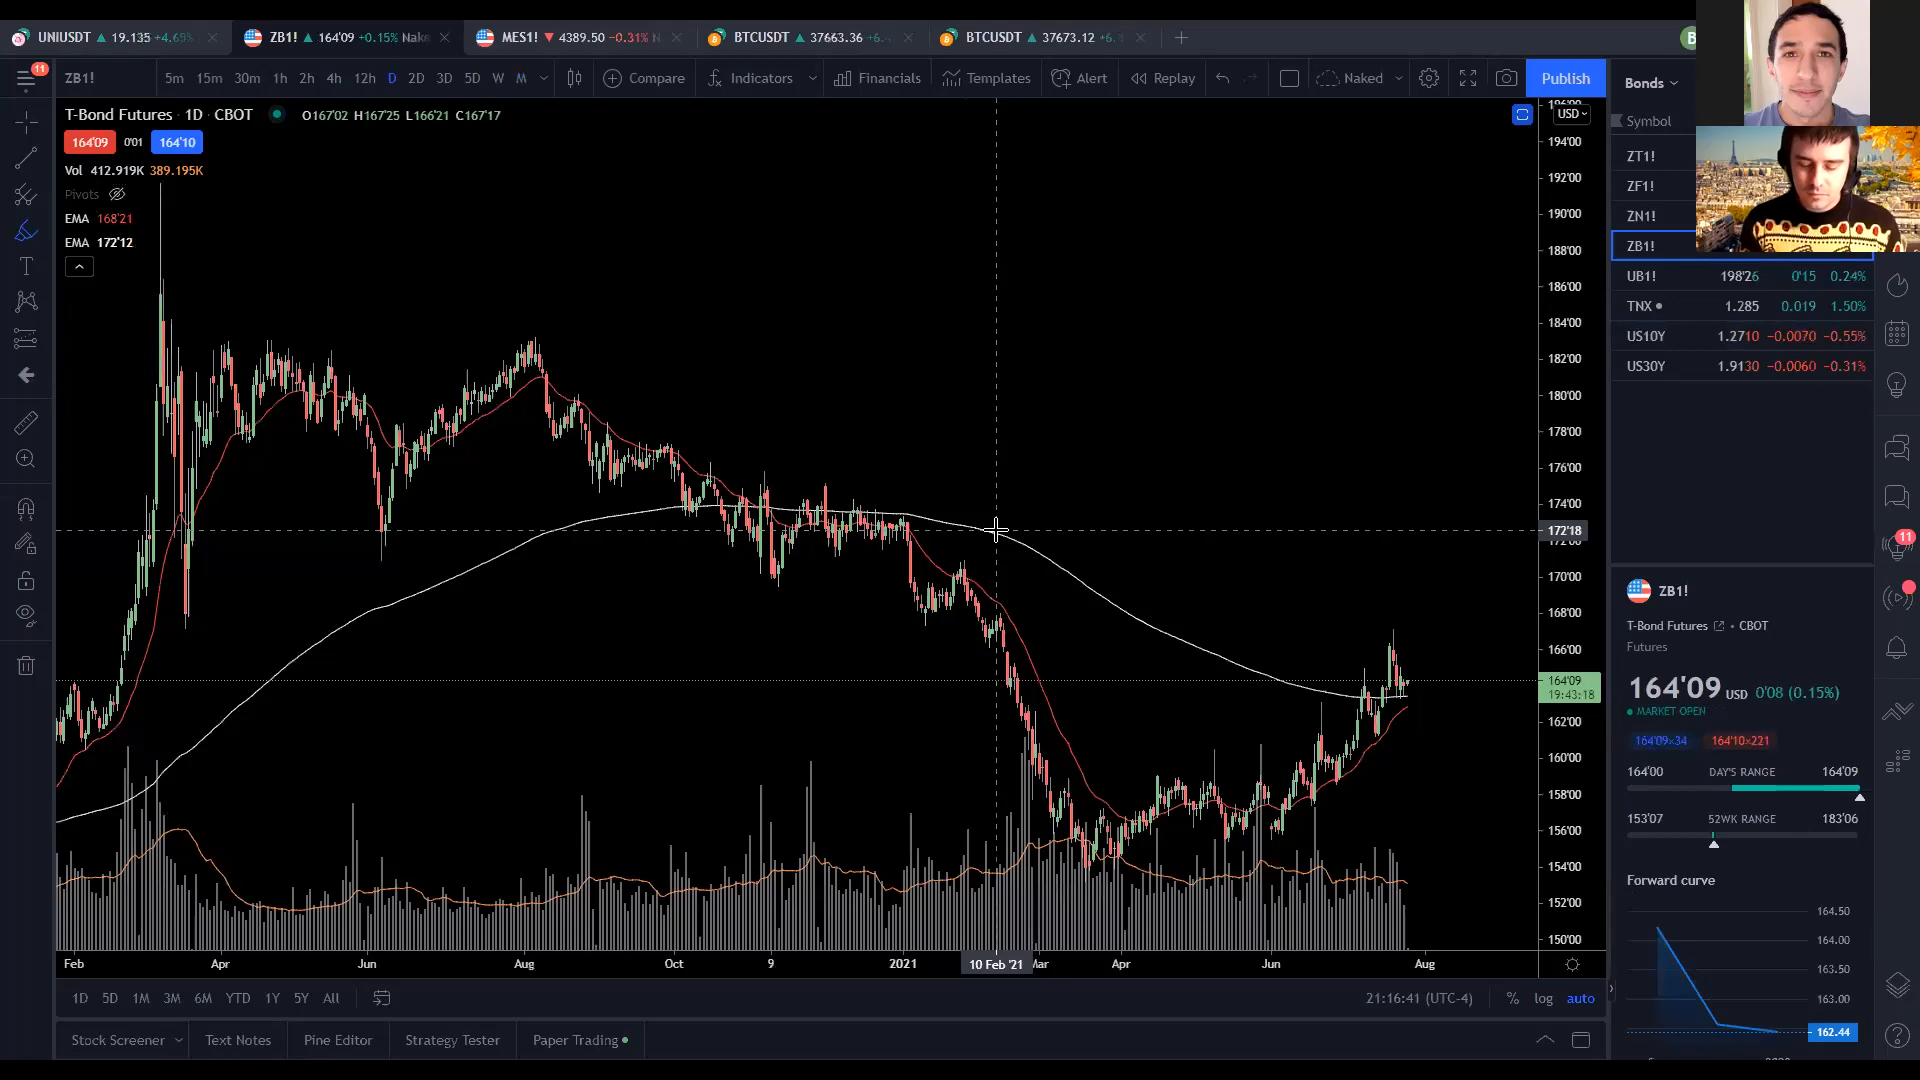 UNIUSDT ▲ 19.135 +4.69%
ZB1! ▲ 164'09 +0.15% Nak
MES1! ▼ 4389.50 −0.31% N
BTCUSDT ▲ 37663.36 +6.
BTCUSDT ▲ 37673.12 +6.
B
11
ZB1!
5m 15m 30m 1h 2h 4h 12h D 2D 3D 5D W M
Compare
Indicators
Financials
Templates
Alert
Replay
Naked
Publish
Bonds
T-Bond Futures · 1D · CBOT
O167'02 H167'25 L166'21 C167'17
164'09 0'01 164'10
Vol 412.919K 389.195K
Pivots
EMA 168'21
EMA 172'12
USD
194'00
192'00
190'00
188'00
186'00
184'00
182'00
180'00
178'00
176'00
174'00
172'18
172'00
170'00
168'00
166'00
164'09
19:43:18
162'00
160'00
158'00
156'00
154'00
152'00
150'00
Feb Apr Jun Aug Oct 9 2021 10 Feb '21 Mar Apr Jun Aug
1D 5D 1M 3M 6M YTD 1Y 5Y All
21:16:41 (UTC-4) % log auto
Stock Screener Text Notes Pine Editor Strategy Tester Paper Trading
Symbol
ZT1!
ZF1!
ZN1!
ZB1!
UB1! 198'26 0'15 0.24%
TNX 1.285 0.019 1.50%
US10Y 1.2710 −0.0070 −0.55%
US30Y 1.9130 −0.0060 −0.31%
11
ZB1!
T-Bond Futures · CBOT
Futures
164'09 USD 0'08 (0.15%)
MARKET OPEN
164'09×34 164'10×221
164'00 DAY'S RANGE 164'09
153'07 52WK RANGE 183'06
Forward curve
164.50
164.00
163.50
163.00
162.44